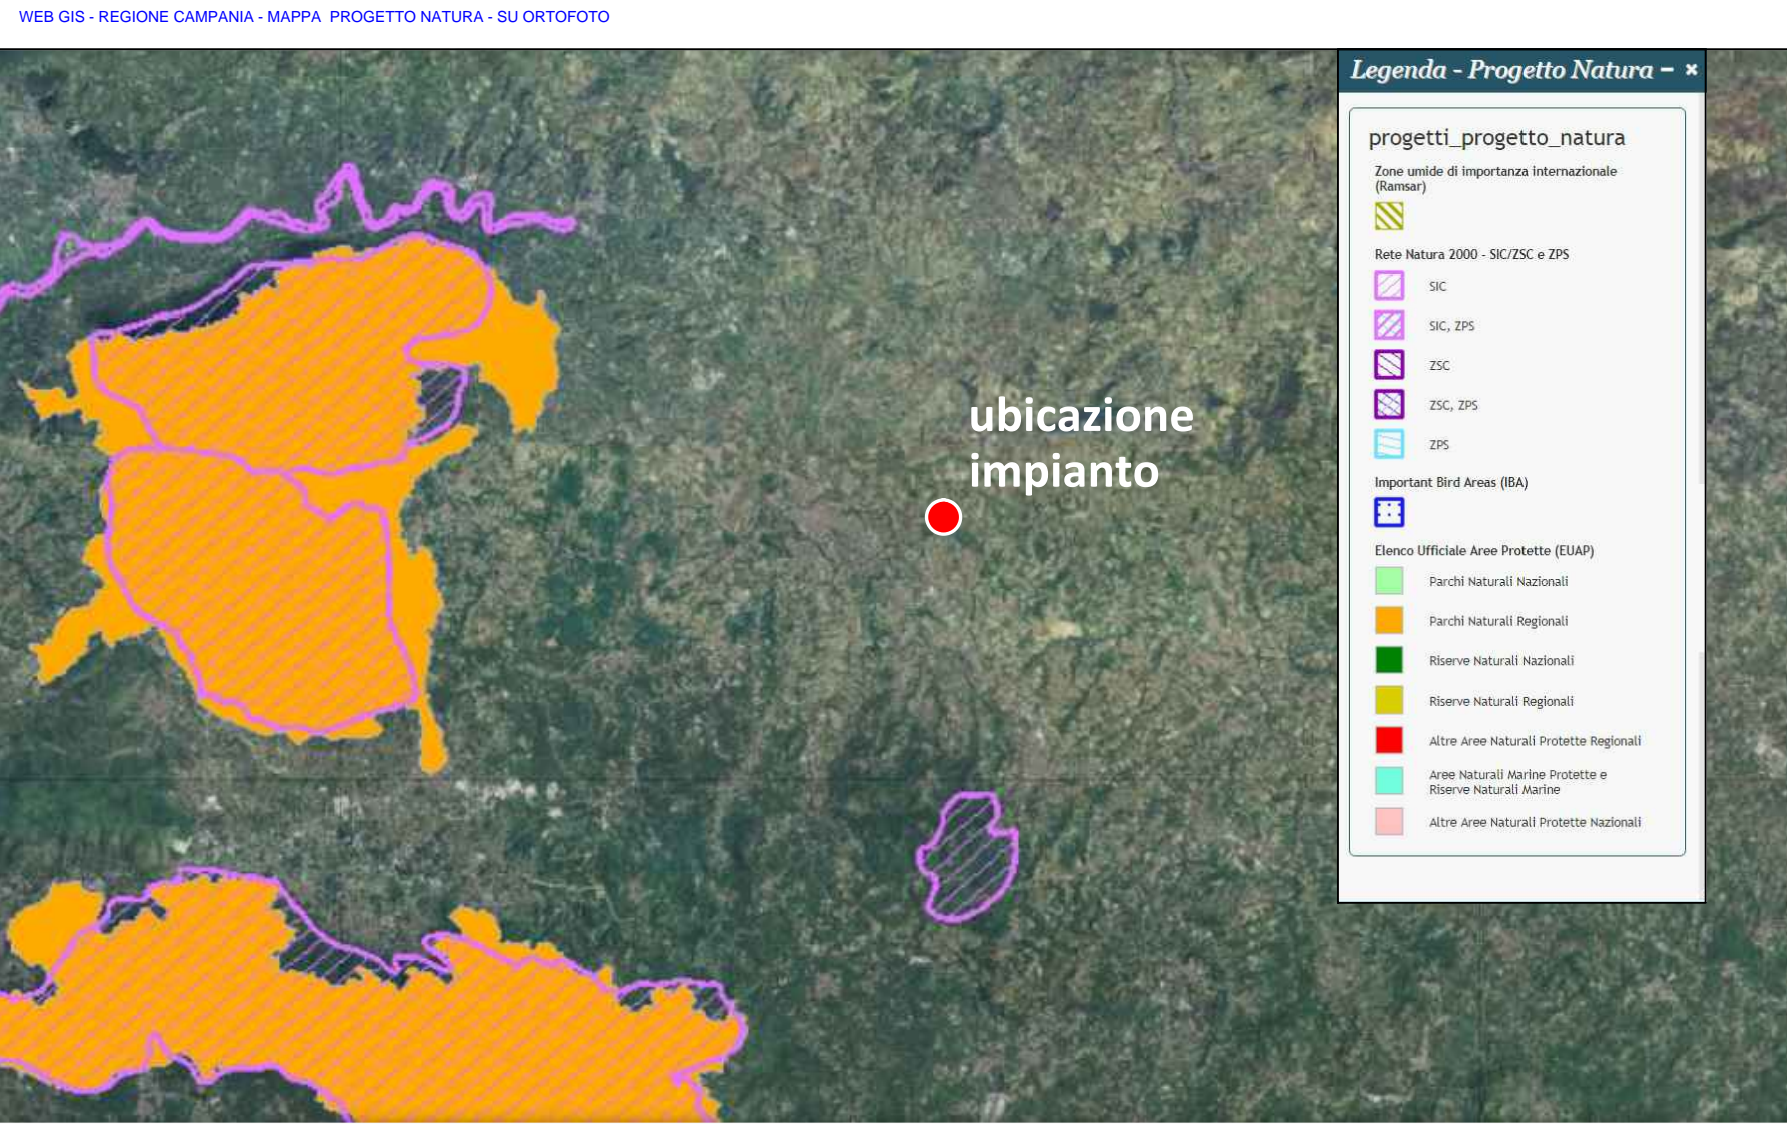 WEB GIS - REGIONE CAMPANIA - MAPPA PROGETTO NATURA - SU ORTOFOTO
Legenda - Progetto Natura
progetti_progetto_natura
Zone umide di importanza internazionale
(Ramsar)
Rete Natura 2000 - SIC/ZSC e ZPS
SIC
SIC, ZPS
ZSC
ZSC, ZPS
ZPS
Important Bird Areas (IBA)
Elenco Ufficiale Aree Protette (EUAP)
Parchi Naturali Nazionali
Parchi Naturali Regionali
Riserve Naturali Nazionali
Riserve Naturali Regionali
Altre Aree Naturali Protette Regionali
Aree Naturali Marine Protette e
Riserve Naturali Marine
Altre Aree Naturali Protette Nazionali
ubicazione
impianto